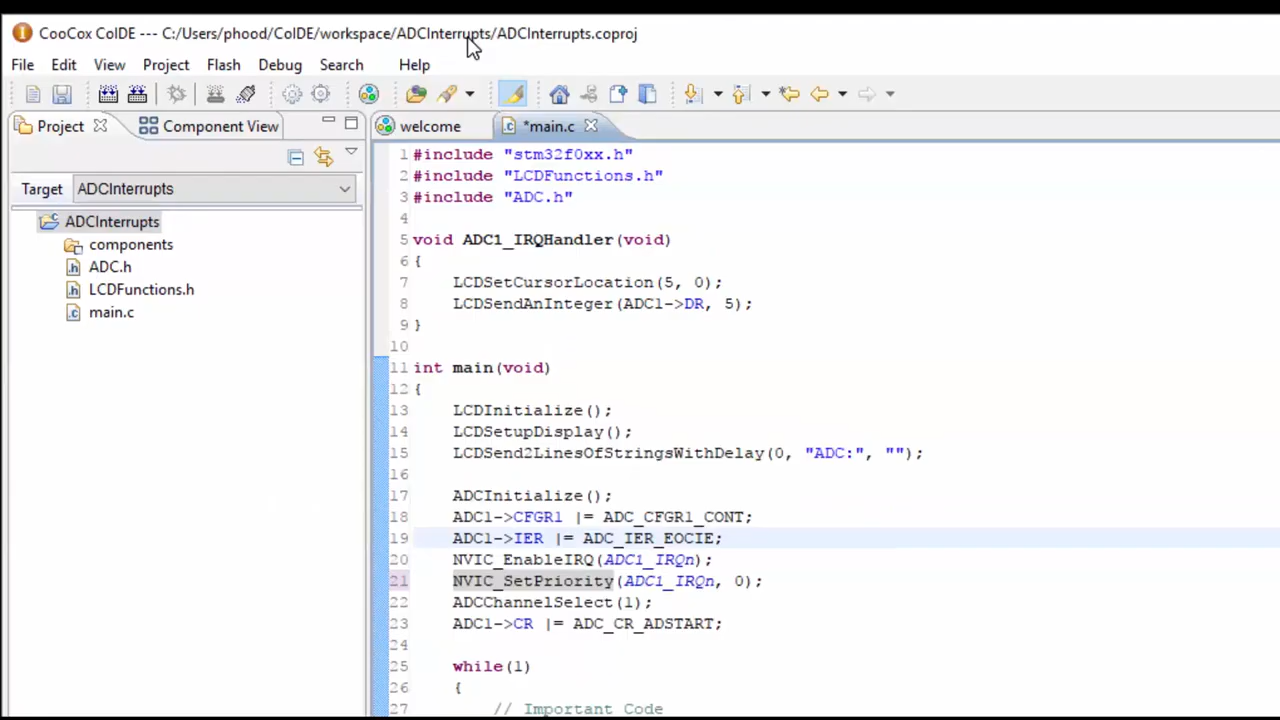 CooCox CoIDE --- C:/Users/phood/CoIDE/workspace/ADCInterrupts/ADCInterrupts.coproj
File Edit View Project Flash Debug Search Help
Project Component View
welcome *main.c
Target ADCInterrupts
ADCInterrupts
components
ADC.h
LCDFunctions.h
main.c
1 #include "stm32f0xx.h"
2 #include "LCDFunctions.h"
3 #include "ADC.h"
4
5 void ADC1_IRQHandler(void)
6 {
7 LCDSetCursorLocation(5, 0);
8 LCDSendAnInteger(ADC1->DR, 5);
9 }
10
11 int main(void)
12 {
13 LCDInitialize();
14 LCDSetupDisplay();
15 LCDSend2LinesOfStringsWithDelay(0, "ADC:", "");
16
17 ADCInitialize();
18 ADC1->CFGR1 |= ADC_CFGR1_CONT;
19 ADC1->IER |= ADC_IER_EOCIE;
20 NVIC_EnableIRQ(ADC1_IRQn);
21 NVIC_SetPriority(ADC1_IRQn, 0);
22 ADCChannelSelect(1);
23 ADC1->CR |= ADC_CR_ADSTART;
24
25 while(1)
26 {
27 // Important Code